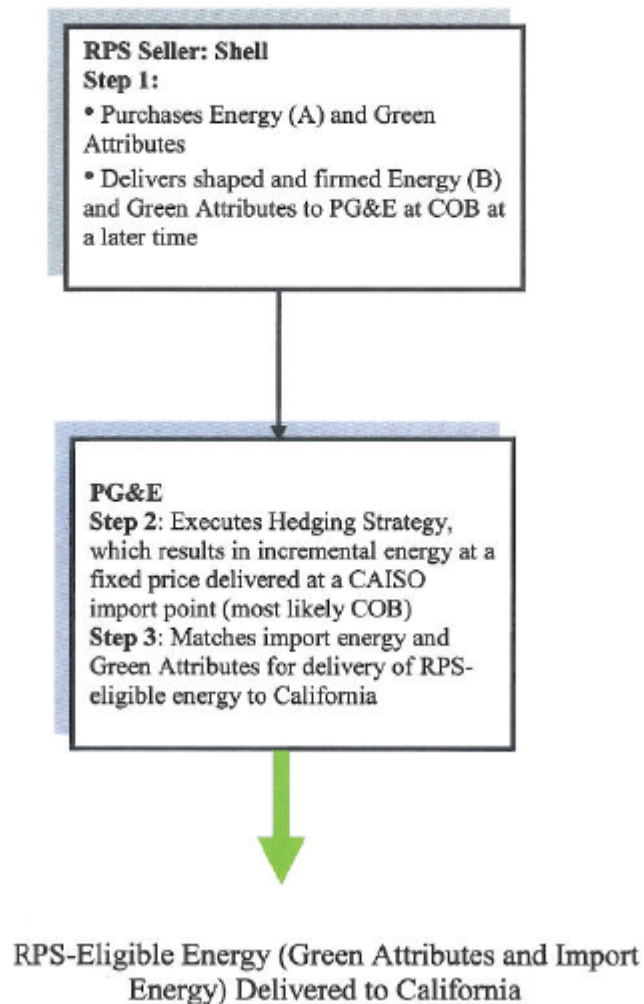 RPS Seller: Shell
Step 1:
• Purchases Energy (A) and Green
Attributes
• Delivers shaped and firmed Energy (B)
and Green Attributes to PG&E at COB at
a later time
PG&E
Step 2: Executes Hedging Strategy,
which results in incremental energy at a
fixed price delivered at a CAISO
import point (most likely COB)
Step 3: Matches import energy and
Green Attributes for delivery of RPS-
eligible energy to California
RPS-Eligible Energy (Green Attributes and Import
Energy) Delivered to California